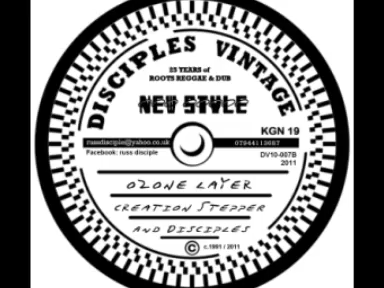 DISCIPLES VINTAGE
25 YEARS of
ROOTS REGGAE & DUB
NEW STYLE
KGN 19
russdisciple@yahoo.co.uk
07944113687
Facebook: russ.disciple
DV10-007B
2011
OZONE LAYER
CREATION STEPPER
AND DISCIPLES
© c.1991 / 2011